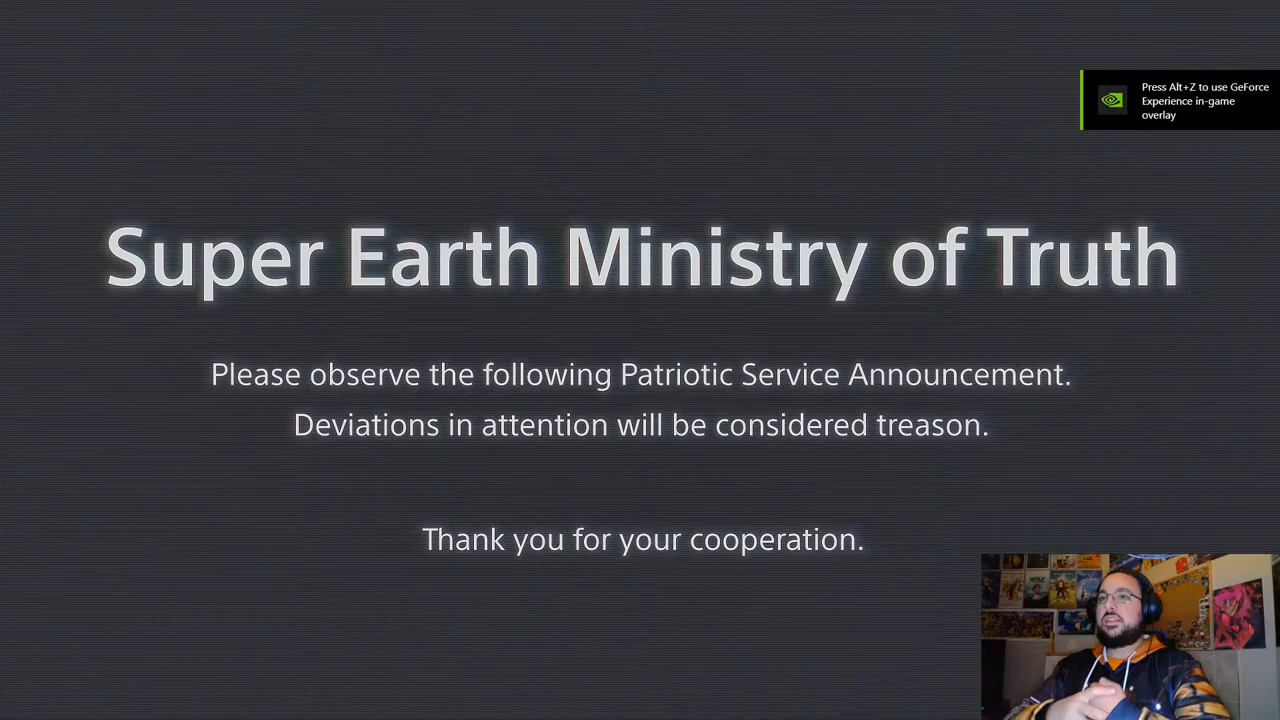 Press Alt+Z to use GeForce
Experience in-game
overlay
Super Earth Ministry of Truth
Please observe the following Patriotic Service Announcement.
Deviations in attention will be considered treason.
Thank you for your cooperation.